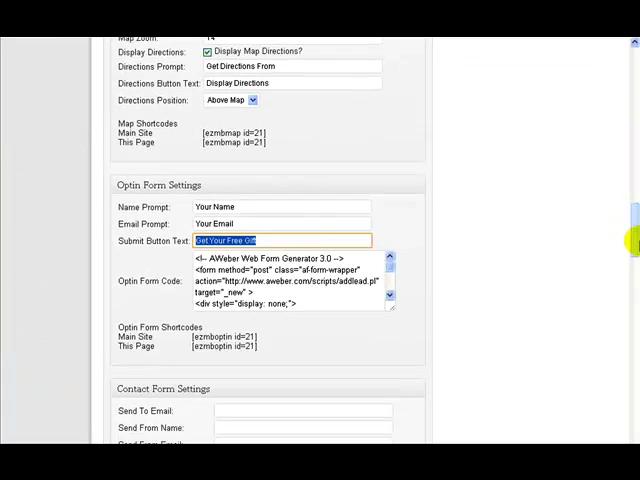 Map Zoom: 14
Display Directions: Display Map Directions?
Directions Prompt: Get Directions From
Directions Button Text: Display Directions
Directions Position: Above Map
Map Shortcodes
Main Site [ezmbmap id=21]
This Page [ezmbmap id=21]
Optin Form Settings
Name Prompt: Your Name
Email Prompt: Your Email
Submit Button Text: Get Your Free Gift
<!-- AWeber Web Form Generator 3.0 -->
<form method="post" class="af-form-wrapper"
Optin Form Code: action="http://www.aweber.com/scripts/addlead.pl"
target="_new" >
<div style="display: none;">
Optin Form Shortcodes
Main Site [ezmboptin id=21]
This Page [ezmboptin id=21]
Contact Form Settings
Send To Email:
Send From Name:
Send From Email: